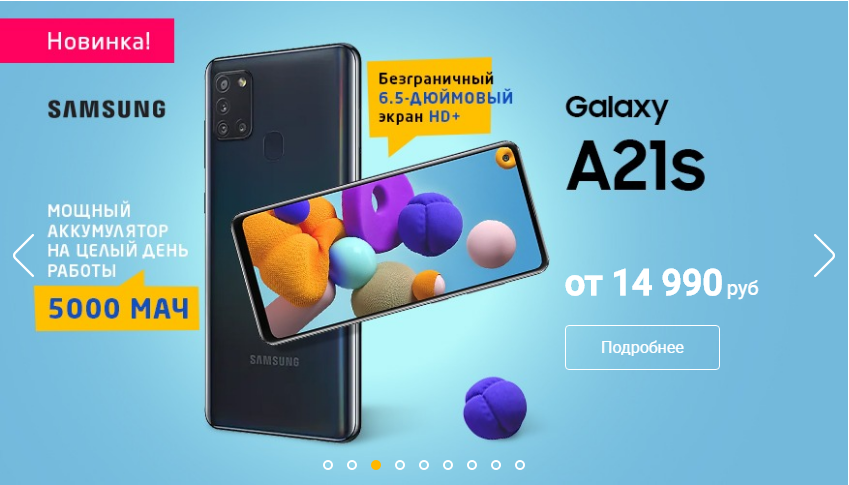 Новинка!
SAMSUNG
МОЩНЫЙ
АККУМУЛЯТОР
НА ЦЕЛЫЙ ДЕНЬ
РАБОТЫ
5000 МАЧ
Безграничный
6.5-ДЮЙМОВЫЙ
экран HD+
SAMSUNG
Galaxy
A21s
от 14 990 руб
Подробнее